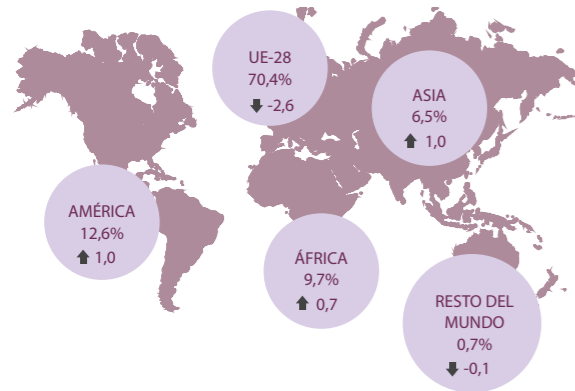 UE-28
70,4%
-2,6
ASIA
6,5%
1,0
AMÉRICA
12,6%
1,0
ÁFRICA
9,7%
0,7
RESTO DEL
MUNDO
0,7%
-0,1